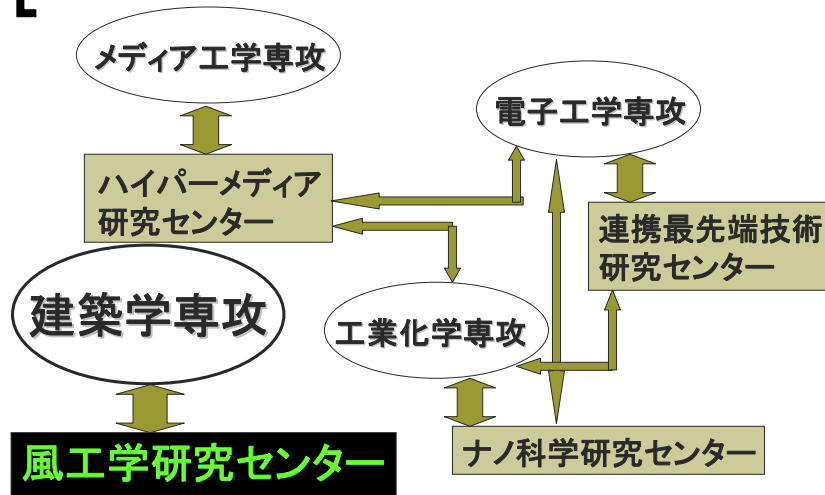 メディア工学専攻
電子工学専攻
ハイパーメディア
研究センター
連携最先端技術
研究センター
建築学専攻
工業化学専攻
風工学研究センター
ナノ科学研究センター